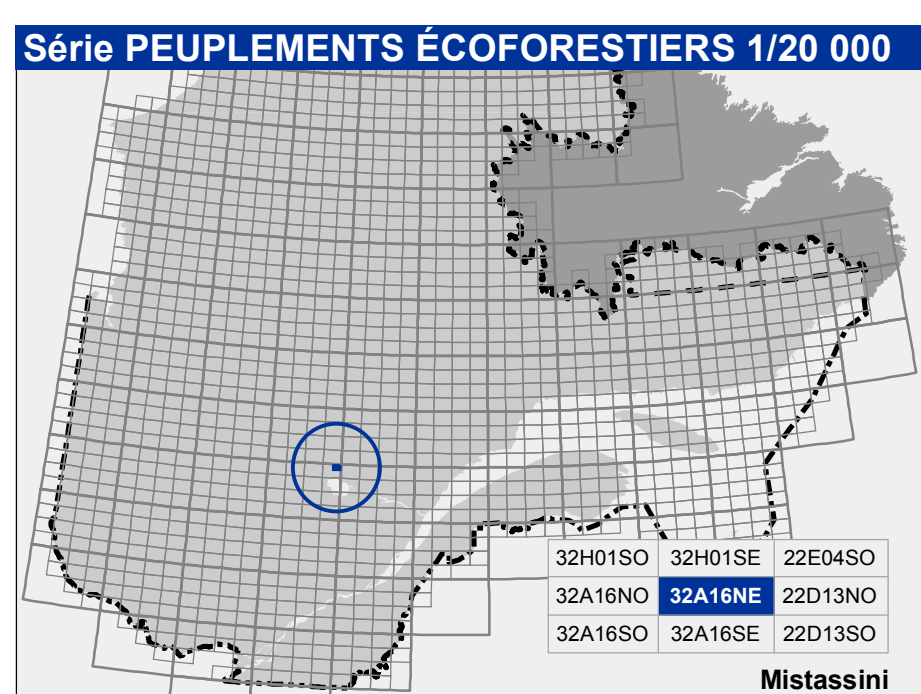 Série PEUPLEMENTS ÉCOFORESTIERS 1/20 000
32H01SO 32H01SE 22E04SO
32A16NO 32A16NE 22D13NO
32A16SO 32A16SE 22D13SO
Mistassini